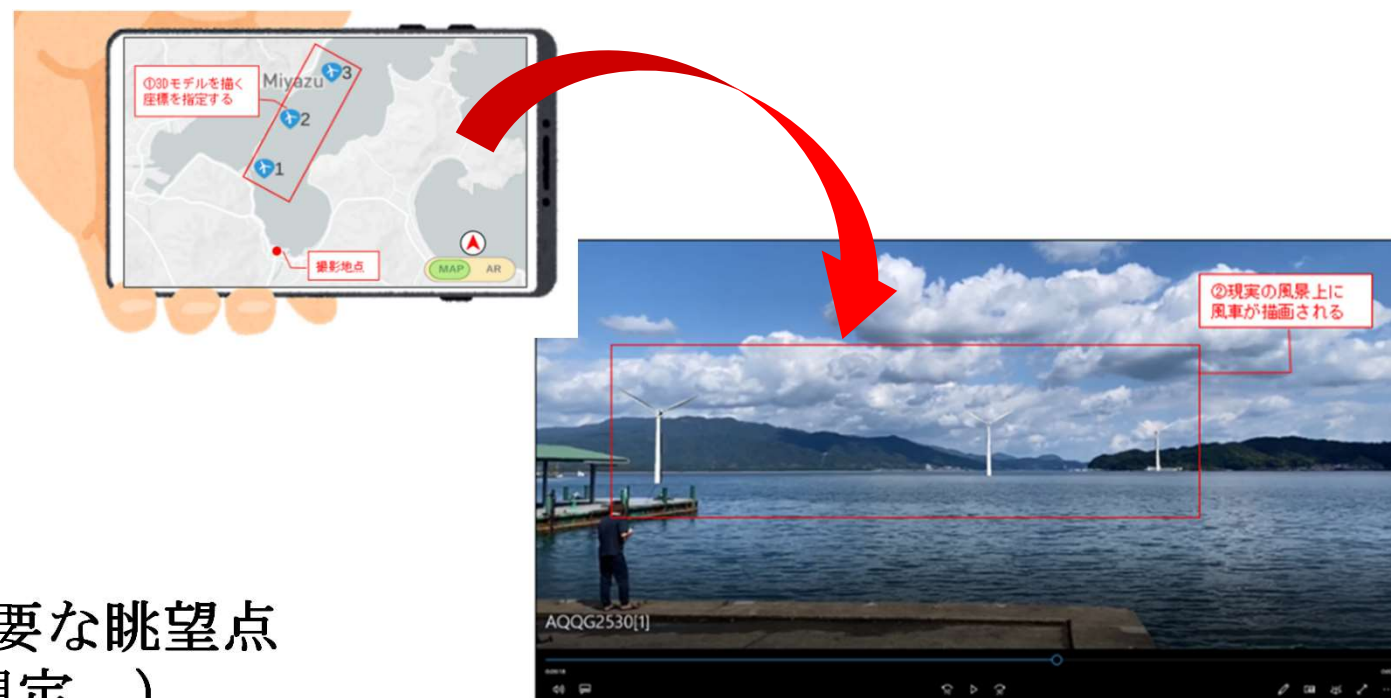 ①3Dモデルを描く
座標を指定する
Miyazu
3
2
1
撮影地点
MAP AR
②現実の風景上に
風車が描画される
AQQG2530[1]
要な眺望点